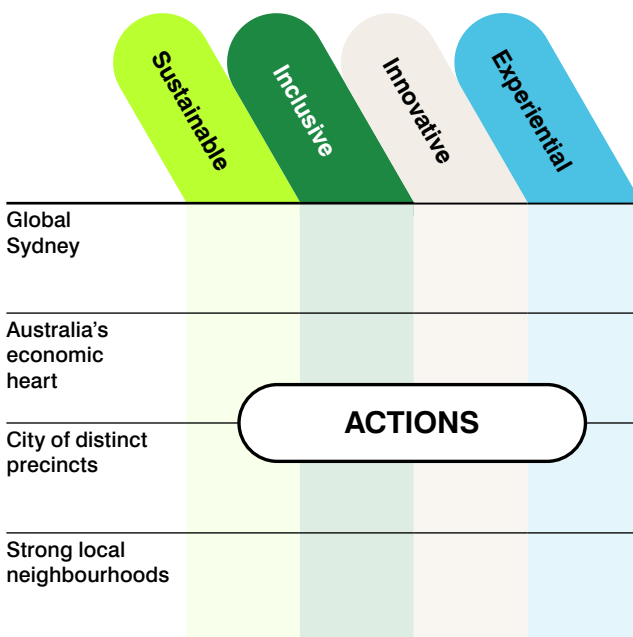 Sustainable
Inclusive
Innovative
Experiential
Global
Sydney
Australia’s
economic
heart
ACTIONS
City of distinct
precincts
Strong local
neighbourhoods